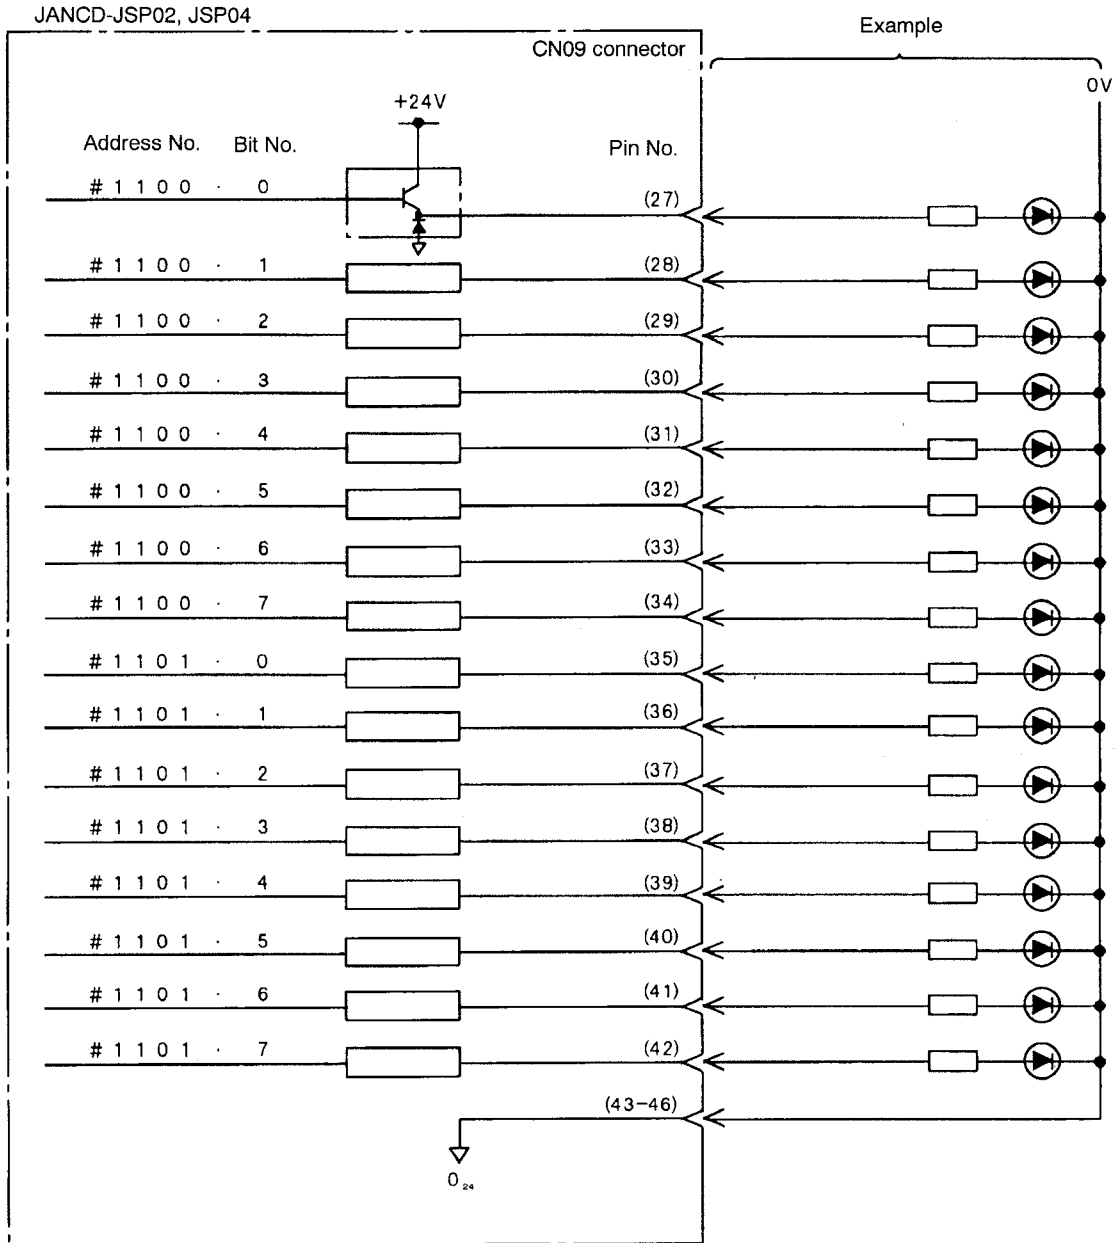 JANCD-JSP02, JSP04
Example
CN09 connector
0V
+24V
Address No. Bit No. Pin No.
#1100 · 0 (27)
#1100 · 1 (28)
#1100 · 2 (29)
#1100 · 3 (30)
#1100 · 4 (31)
#1100 · 5 (32)
#1100 · 6 (33)
#1100 · 7 (34)
#1101 · 0 (35)
#1101 · 1 (36)
#1101 · 2 (37)
#1101 · 3 (38)
#1101 · 4 (39)
#1101 · 5 (40)
#1101 · 6 (41)
#1101 · 7 (42)
(43-46)
0₂₄